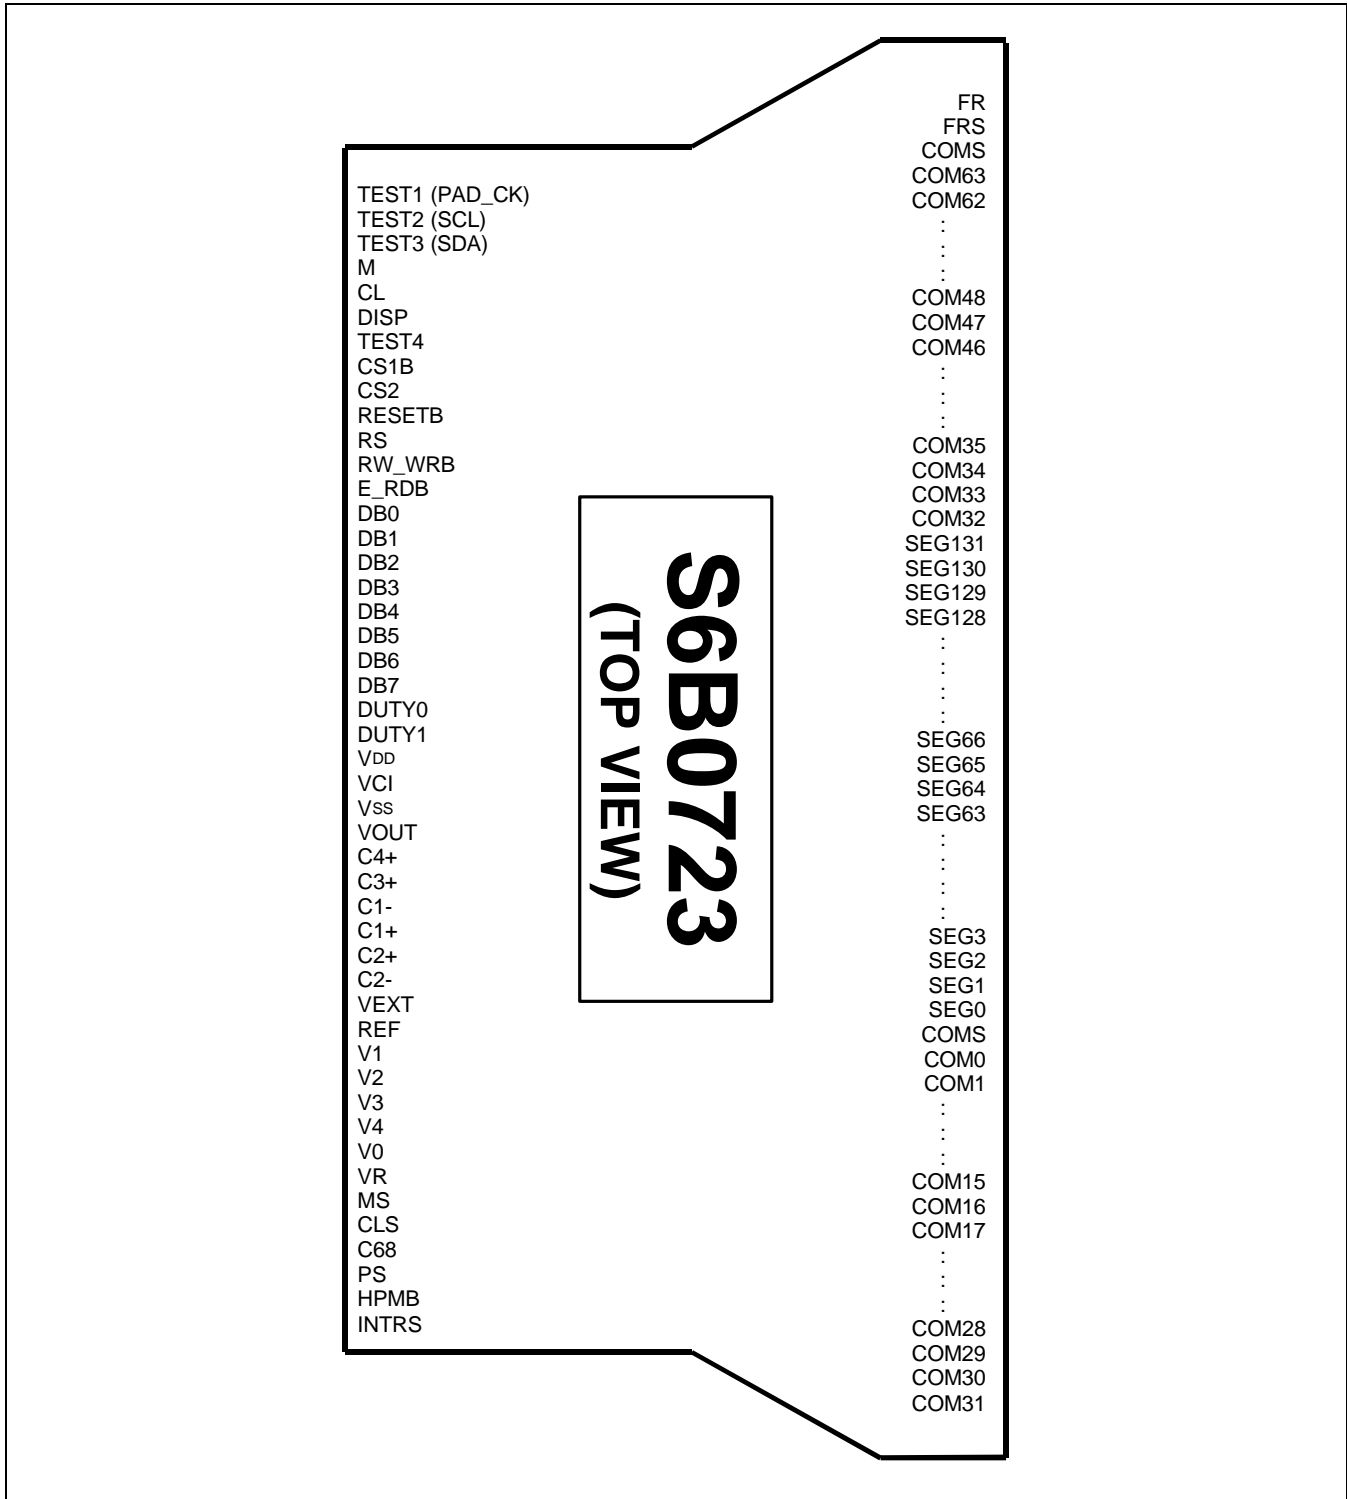 TEST1 (PAD_CK)
TEST2 (SCL)
TEST3 (SDA)
M
CL
DISP
TEST4
CS1B
CS2
RESETB
RS
RW_WRB
E_RDB
DB0
DB1
DB2
DB3
DB4
DB5
DB6
DB7
DUTY0
DUTY1
VDD
VCI
VSS
VOUT
C4+
C3+
C1-
C1+
C2+
C2-
VEXT
REF
V1
V2
V3
V4
V0
VR
MS
CLS
C68
PS
HPMB
INTRS
S6B0723
(TOP VIEW)
FR
FRS
COMS
COM63
COM62
:
:
:
COM48
COM47
COM46
:
:
:
COM35
COM34
COM33
COM32
SEG131
SEG130
SEG129
SEG128
:
:
:
:
SEG66
SEG65
SEG64
SEG63
:
:
:
:
SEG3
SEG2
SEG1
SEG0
COMS
COM0
COM1
:
:
:
COM15
COM16
COM17
:
:
:
COM28
COM29
COM30
COM31